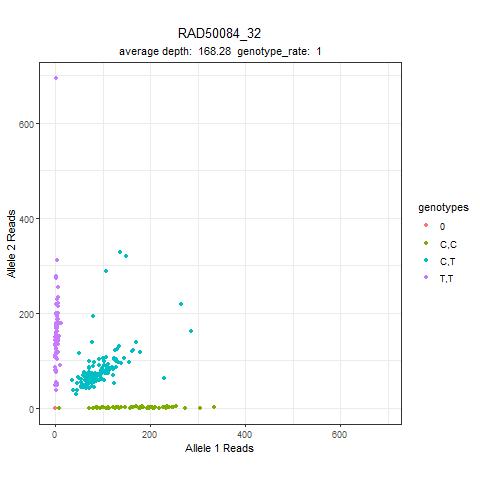 RAD50084_32
average depth: 168.28 genotype_rate: 1
600
400
200
0
0
200
400
600
Allele 2 Reads
Allele 1 Reads
genotypes
0
C,C
C,T
T,T